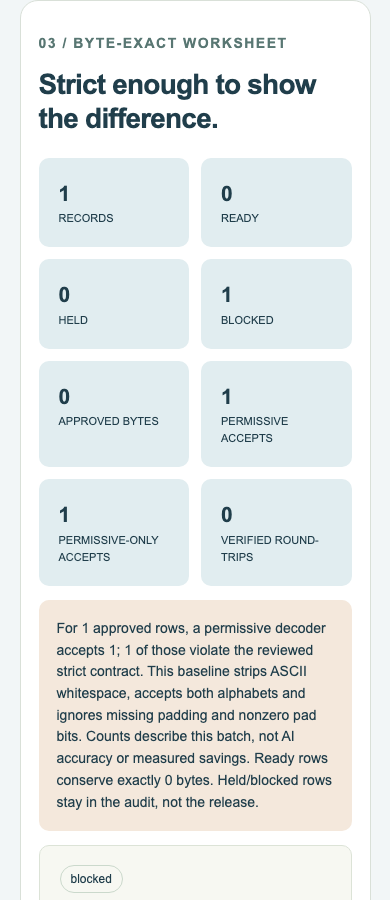 03 / BYTE-EXACT WORKSHEET
Strict enough to show
the difference.
1
RECORDS
0
READY
0
HELD
1
BLOCKED
0
APPROVED BYTES
1
PERMISSIVE
ACCEPTS
1
PERMISSIVE-ONLY
ACCEPTS
0
VERIFIED ROUND-
TRIPS
For 1 approved rows, a permissive decoder
accepts 1; 1 of those violate the reviewed
strict contract. This baseline strips ASCII
whitespace, accepts both alphabets and
ignores missing padding and nonzero pad
bits. Counts describe this batch, not AI
accuracy or measured savings. Ready rows
conserve exactly 0 bytes. Held/blocked rows
stay in the audit, not the release.
blocked